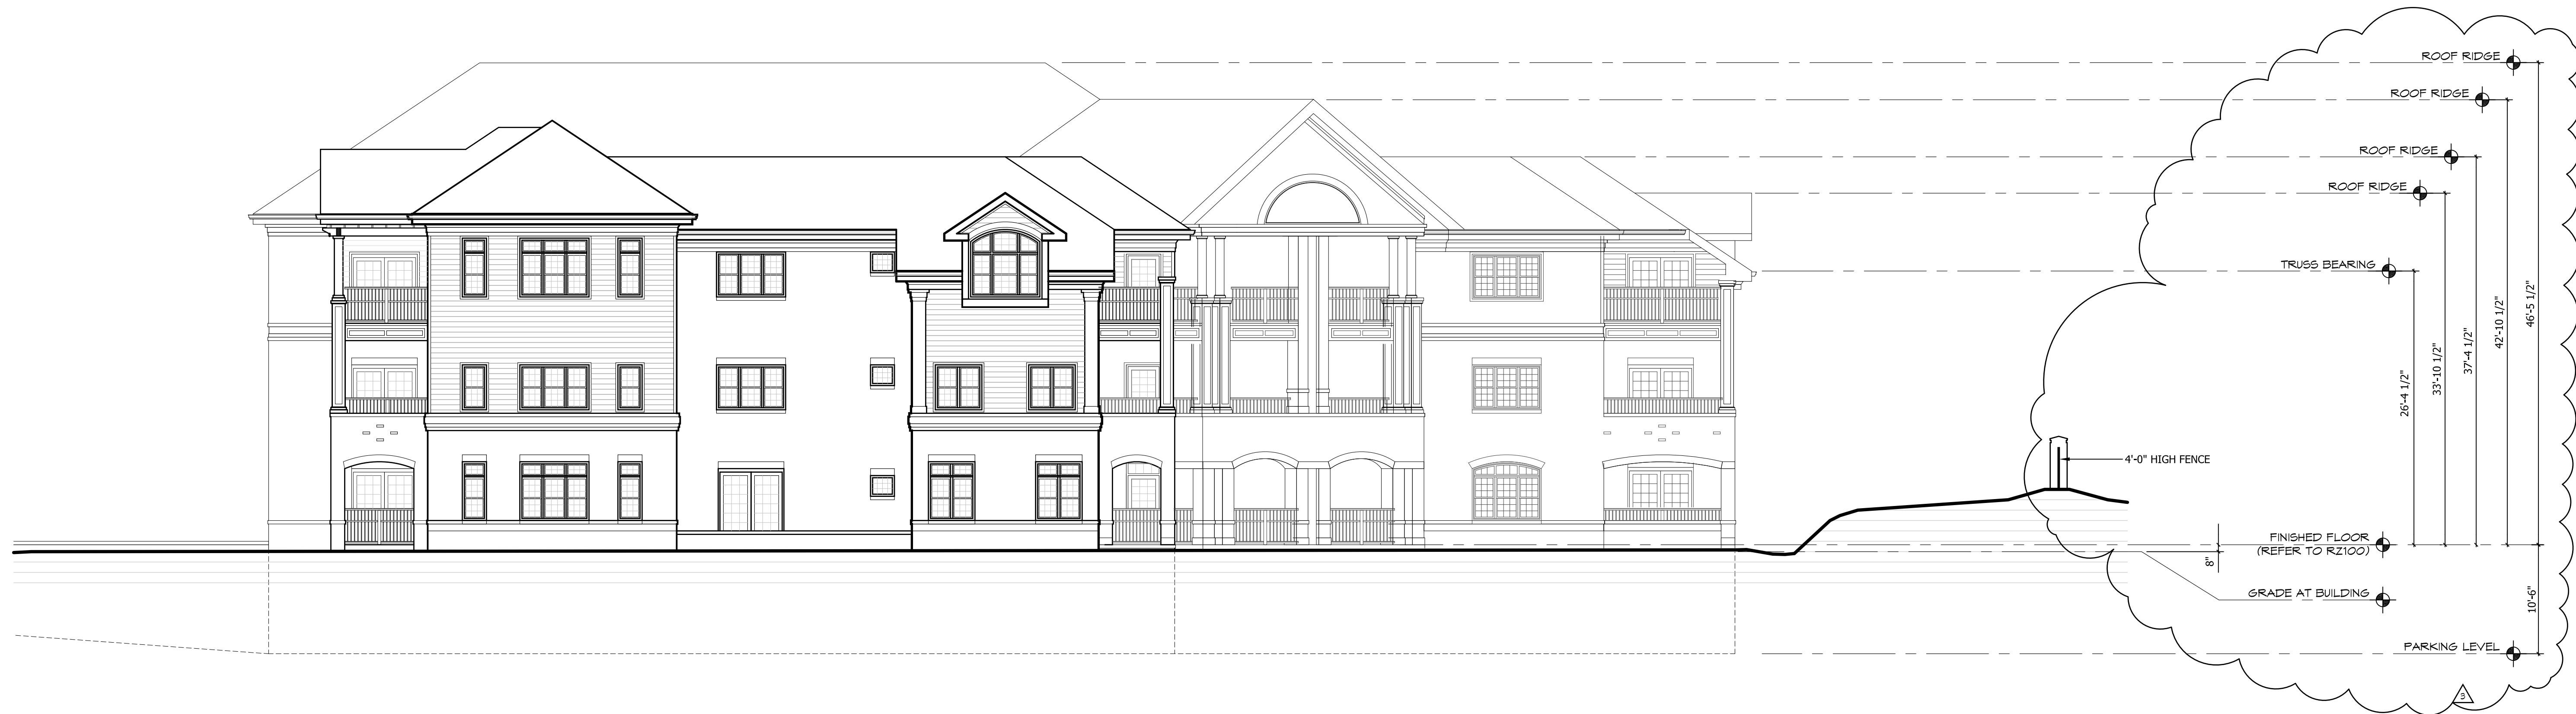 ROOF RIDGE
ROOF RIDGE
ROOF RIDGE
ROOF RIDGE
TRUSS BEARING
46'-5 1/2"
42'-10 1/2"
37'-4 1/2"
33'-10 1/2"
26'-4 1/2"
4'-0" HIGH FENCE
FINISHED FLOOR
(REFER TO RZ100)
8"
GRADE AT BUILDING
10'-6"
PARKING LEVEL
3